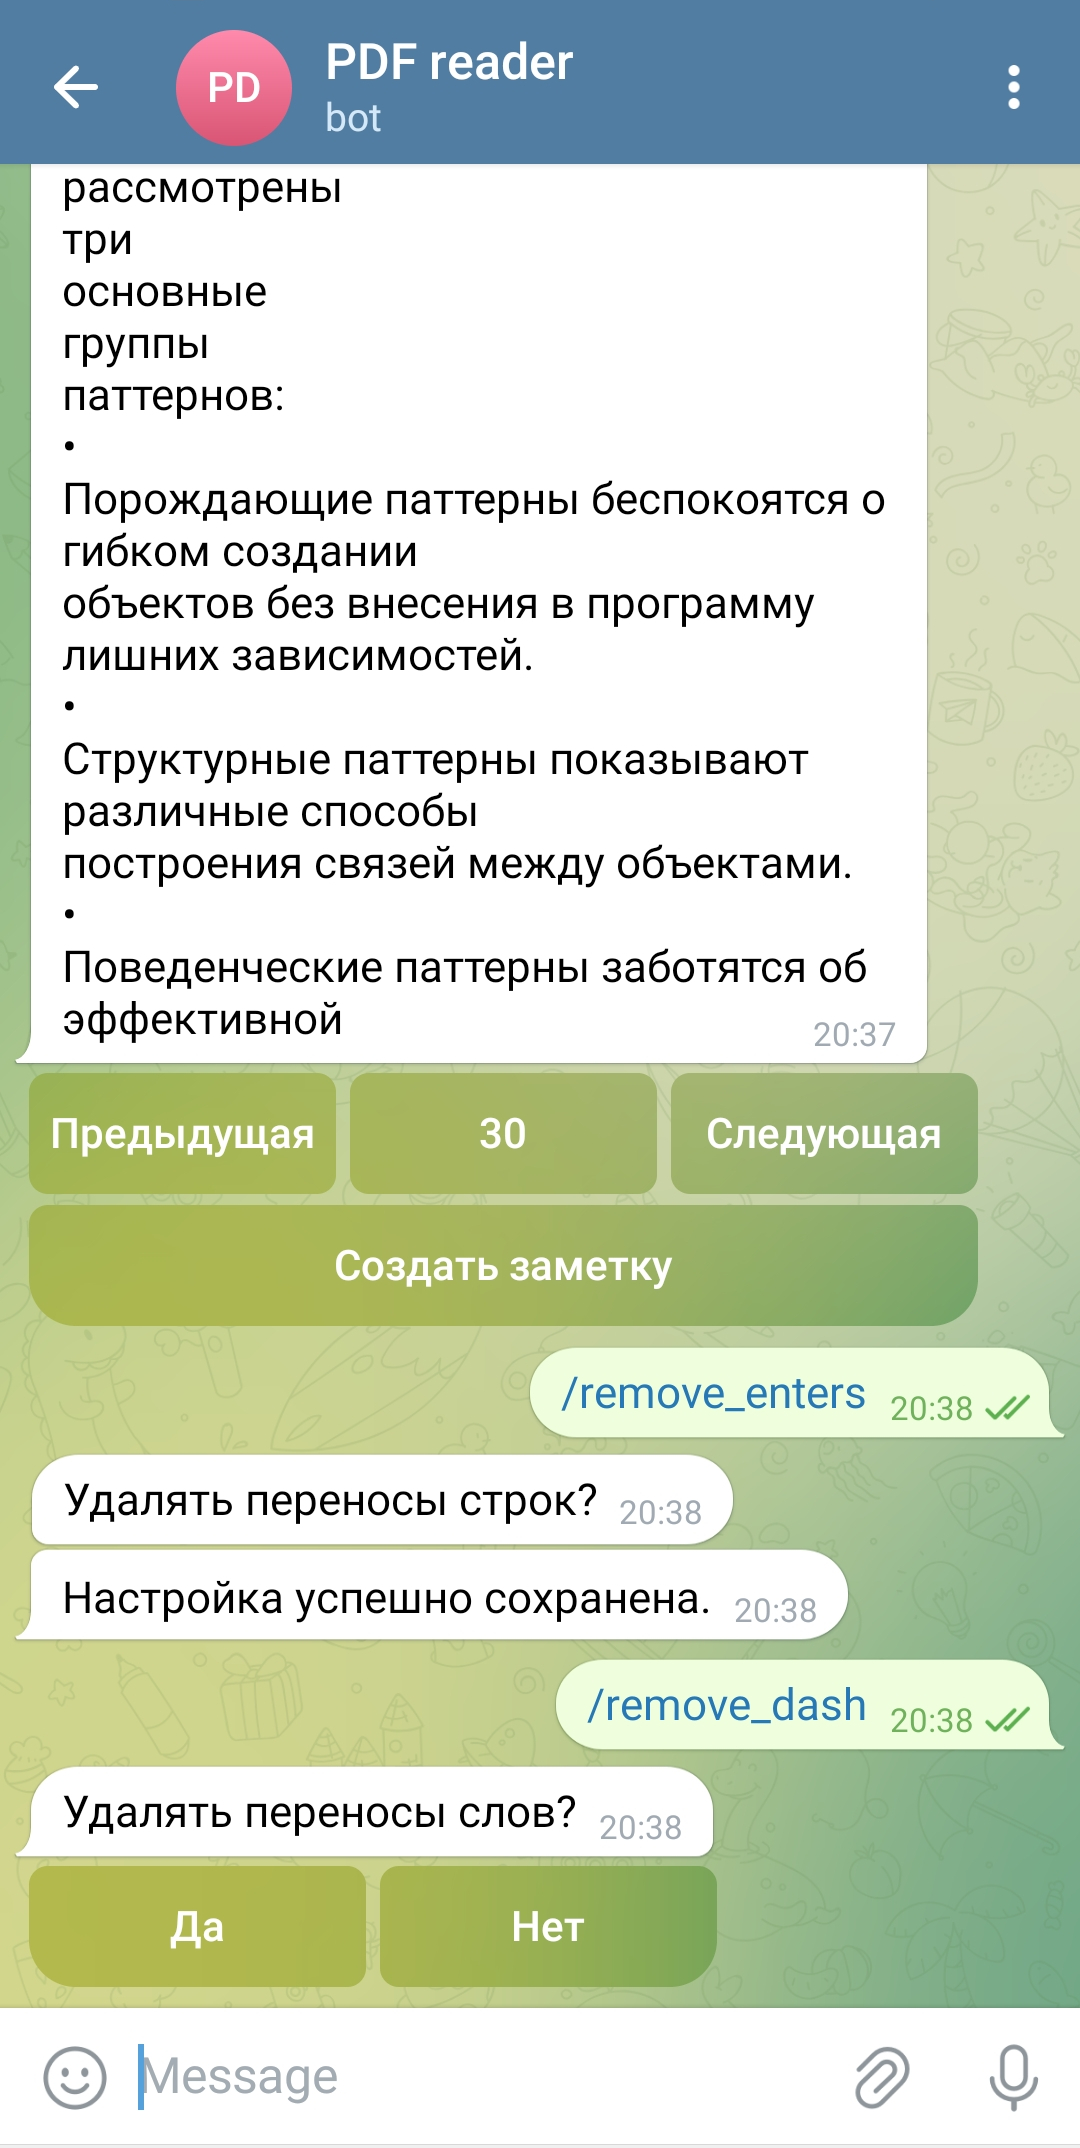 PD
PDF reader
bot
рассмотрены
три
основные
группы
паттернов:
•
Порождающие паттерны беспокоятся о
гибком создании
объектов без внесения в программу
лишних зависимостей.
•
Структурные паттерны показывают
различные способы
построения связей между объектами.
•
Поведенческие паттерны заботятся об
эффективной
20:37
Предыдущая 30 Следующая
Создать заметку
/remove_enters 20:38
Удалять переносы строк? 20:38
Настройка успешно сохранена. 20:38
/remove_dash 20:38
Удалять переносы слов? 20:38
Да Нет
Message